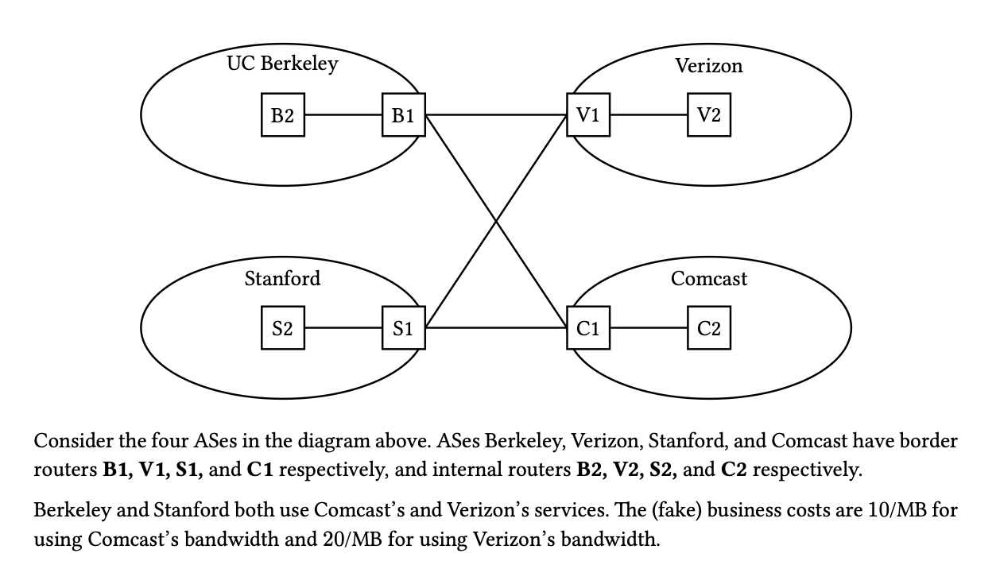 UC Berkeley
Verizon
B2
B1
V1
V2
Stanford
Comcast
S2
S1
C1
C2
Consider the four ASes in the diagram above. ASes Berkeley, Verizon, Stanford, and Comcast have border
routers B1, V1, S1, and C1 respectively, and internal routers B2, V2, S2, and C2 respectively.
Berkeley and Stanford both use Comcast’s and Verizon’s services. The (fake) business costs are 10/MB for
using Comcast’s bandwidth and 20/MB for using Verizon’s bandwidth.